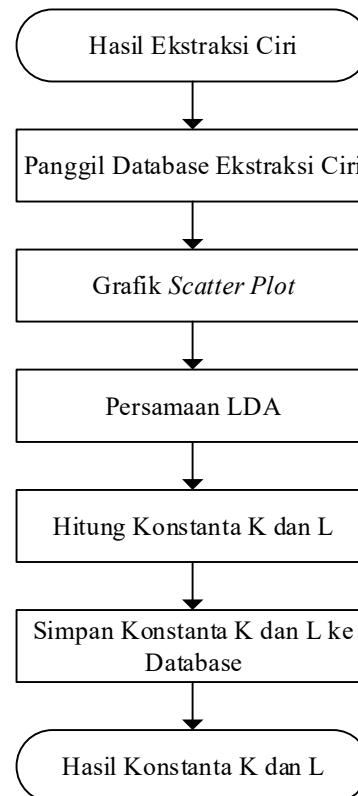 Hasil Ekstraksi Ciri
Panggil Database Ekstraksi Ciri
Grafik Scatter Plot
Persamaan LDA
Hitung Konstanta K dan L
Simpan Konstanta K dan L ke
Database
Hasil Konstanta K dan L